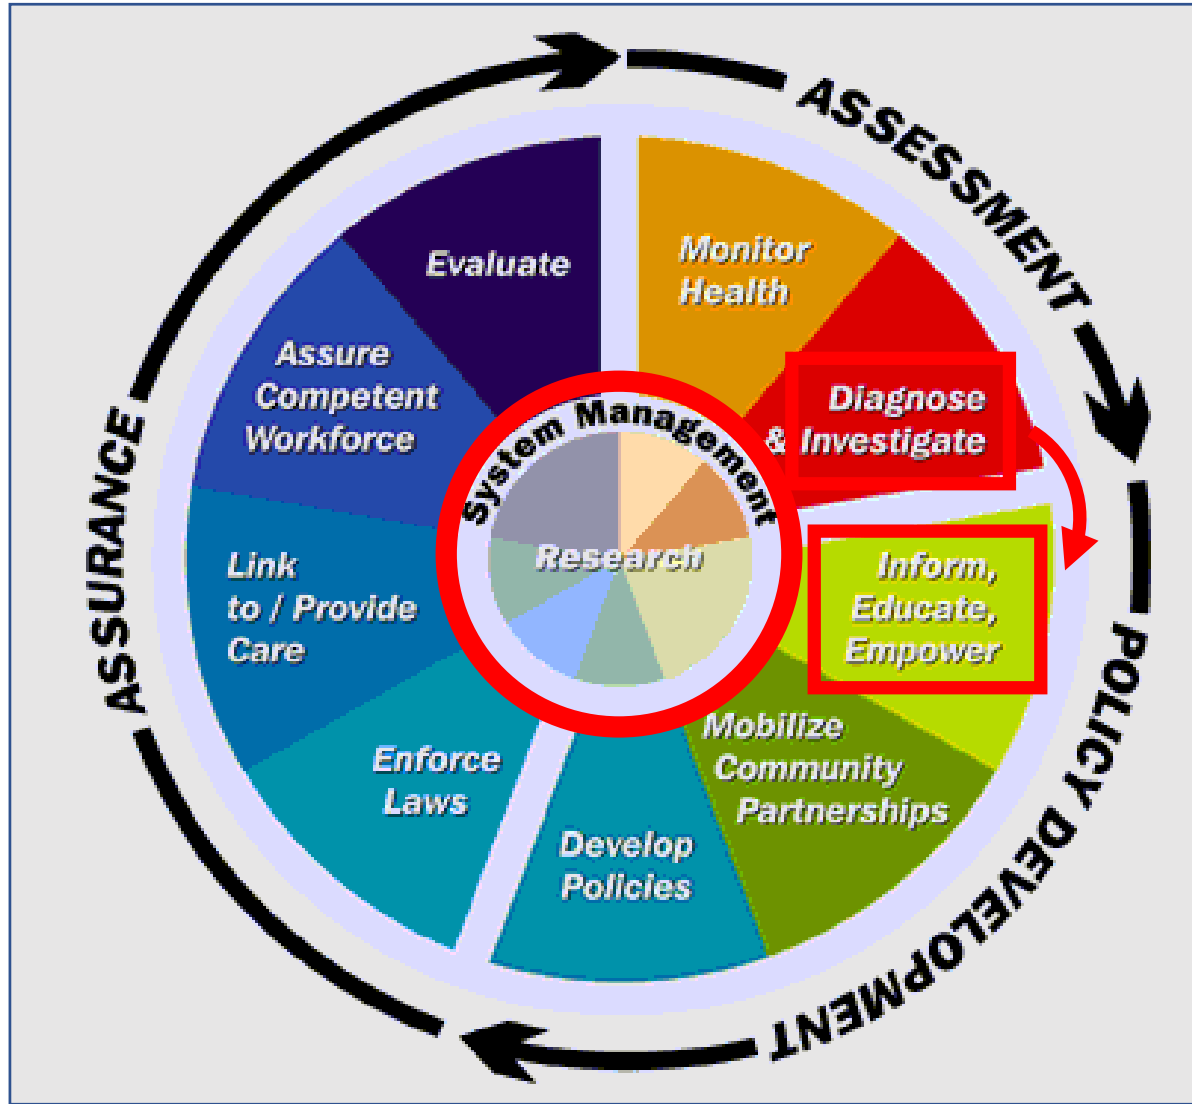 ASSESSMENT
POLICY DEVELOPMENT
ASSURANCE
Monitor
Health
Diagnose
& Investigate
Inform,
Educate,
Empower
Mobilize
Community
Partnerships
Develop
Policies
Enforce
Laws
Link
to / Provide
Care
Assure
Competent
Workforce
Evaluate
System Management
Research